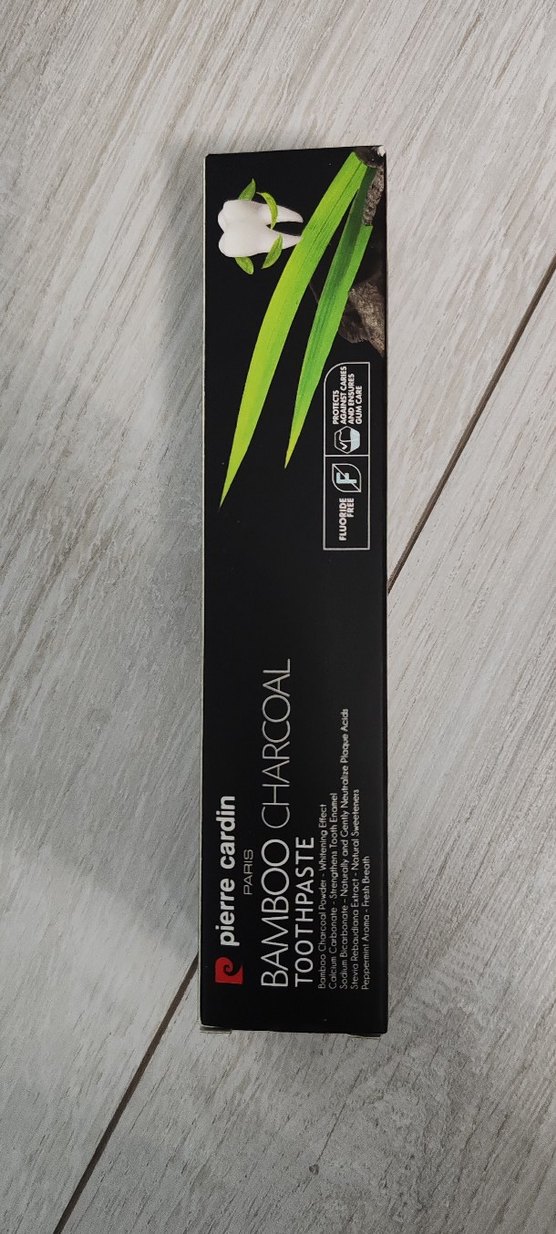 pierre cardin
PARIS
BAMBOO CHARCOAL
TOOTHPASTE
Bamboo Charcoal Powder - Whitening Effect
Calcium Carbonate - Strengthens Tooth Enamel
Sodium Bicarbonate - Naturally and Gently Neutralize Plaque Acids
Stevia Rebaudiana Extract - Natural Sweeteners
Peppermint Aroma - Fresh Breath
FLUORIDE
FREE
F
PROTECTS
AGAINST CARIES
AND ENSURES
GUM CARE